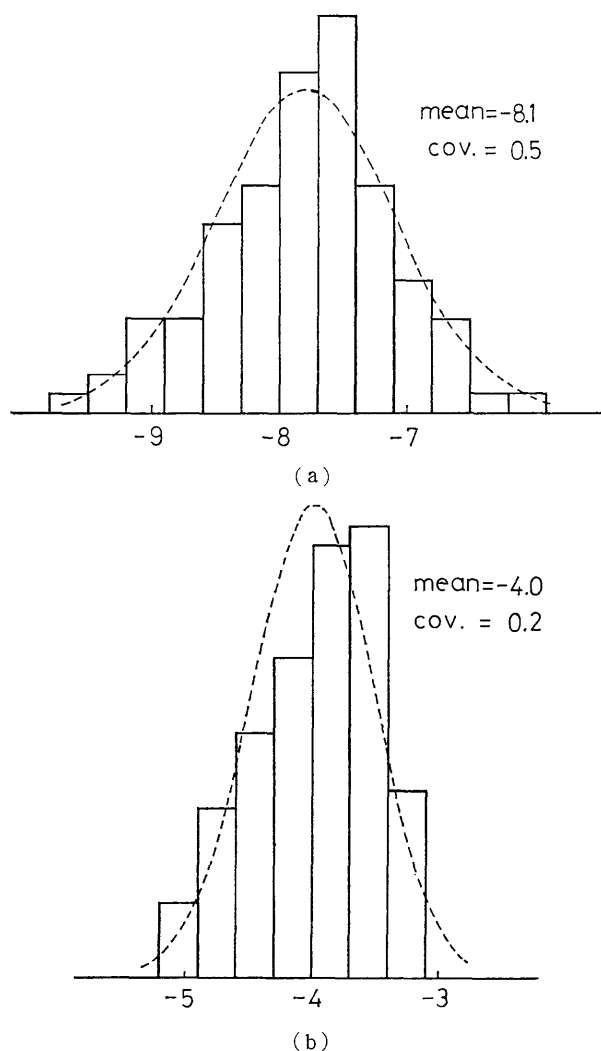 mean=-8.1
cov. = 0.5
-9
-8
-7
(a)
mean=-4.0
cov. = 0.2
-5
-4
-3
(b)